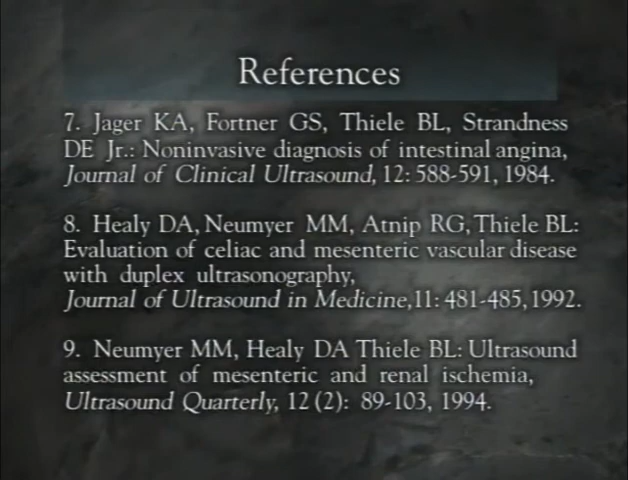 References
7. Jager KA, Fortner GS, Thiele BL, Strandness
DE Jr.: Noninvasive diagnosis of intestinal angina,
Journal of Clinical Ultrasound, 12: 588-591, 1984.
8. Healy DA, Neumyer MM, Atnip RG, Thiele BL:
Evaluation of celiac and mesenteric vascular disease
with duplex ultrasonography,
Journal of Ultrasound in Medicine, 11: 481-485, 1992.
9. Neumyer MM, Healy DA Thiele BL: Ultrasound
assessment of mesenteric and renal ischemia,
Ultrasound Quarterly, 12 (2): 89-103, 1994.